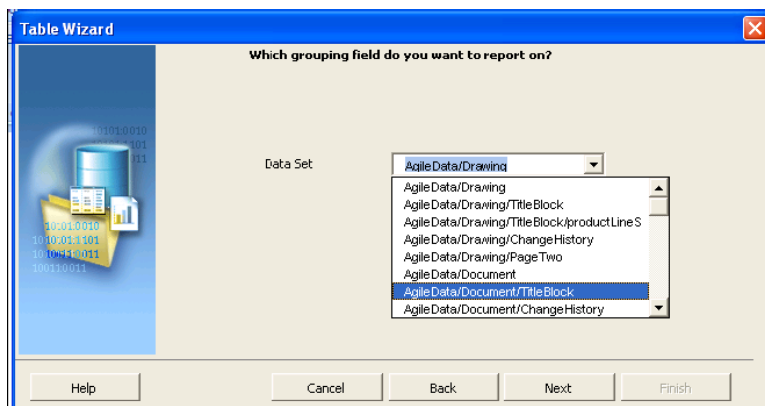 Table Wizard
Which grouping field do you want to report on?
Data Set
AgileData/Drawing
AgileData/Drawing
AgileData/Drawing/TitleBlock
AgileData/Drawing/TitleBlock/productLineS
AgileData/Drawing/ChangeHistory
AgileData/Drawing/PageTwo
AgileData/Document
AgileData/Document/TitleBlock
AgileData/Document/ChangeHistory
Help
Cancel
Back
Next
Finish